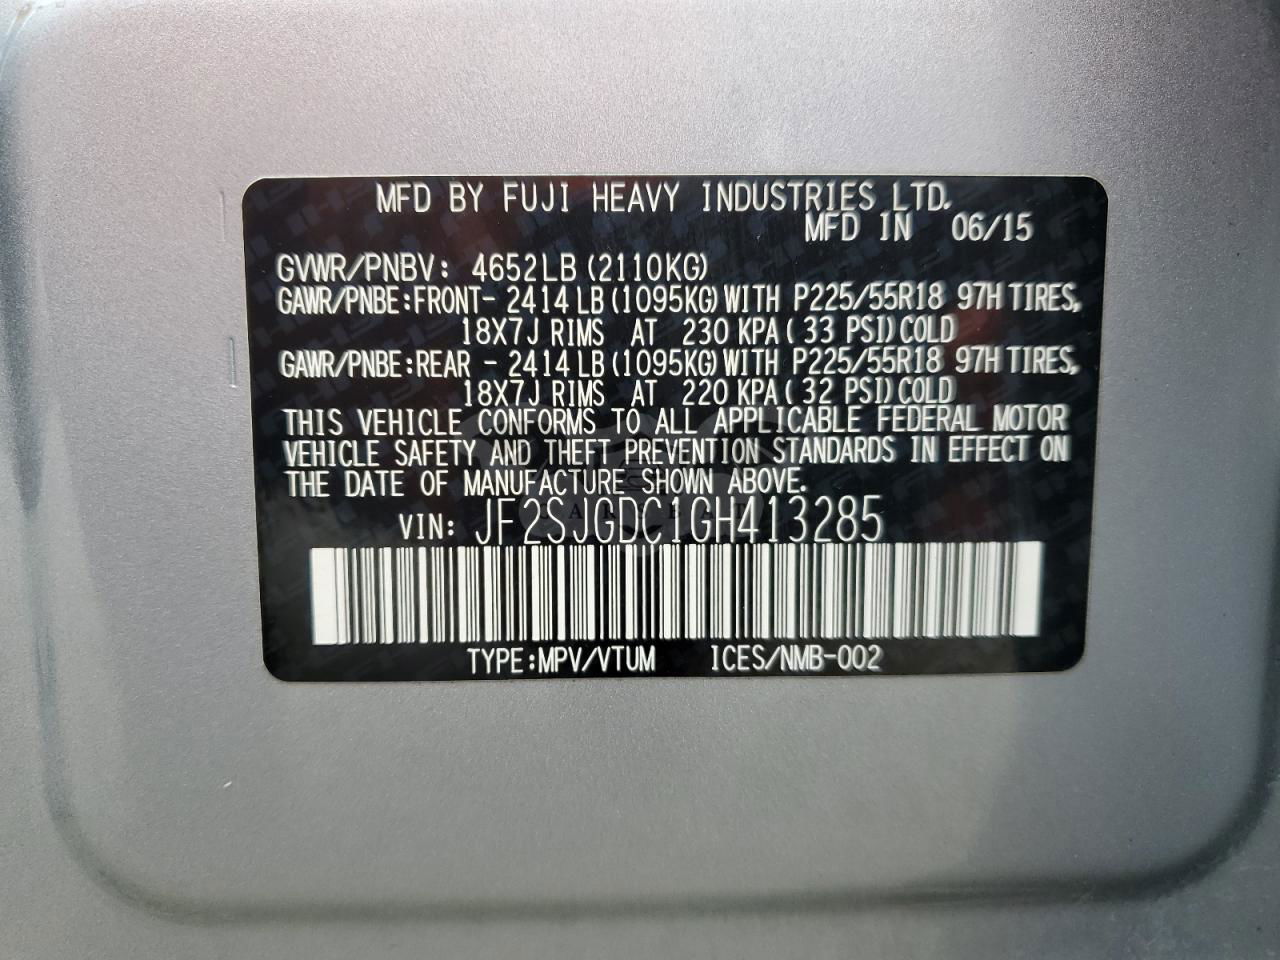 MFD BY FUJI HEAVY INDUSTRIES LTD.
MFD IN 06/15
GVWR/PNBV: 4652LB (2110KG)
GAWR/PNBE:FRONT- 2414 LB (1095KG) WITH P225/55R18 97H TIRES,
18X7J RIMS AT 230 KPA ( 33 PSI) COLD
GAWR/PNBE:REAR - 2414 LB (1095KG) WITH P225/55R18 97H TIRES,
18X7J RIMS AT 220 KPA ( 32 PSI) COLD
THIS VEHICLE CONFORMS TO ALL APPLICABLE FEDERAL MOTOR
VEHICLE SAFETY AND THEFT PREVENTION STANDARDS IN EFFECT ON
THE DATE OF MANUFACTURE SHOWN ABOVE.
VIN: JF2SJGDC1GH413285
TYPE:MPV/VTUM ICES/NMB-002